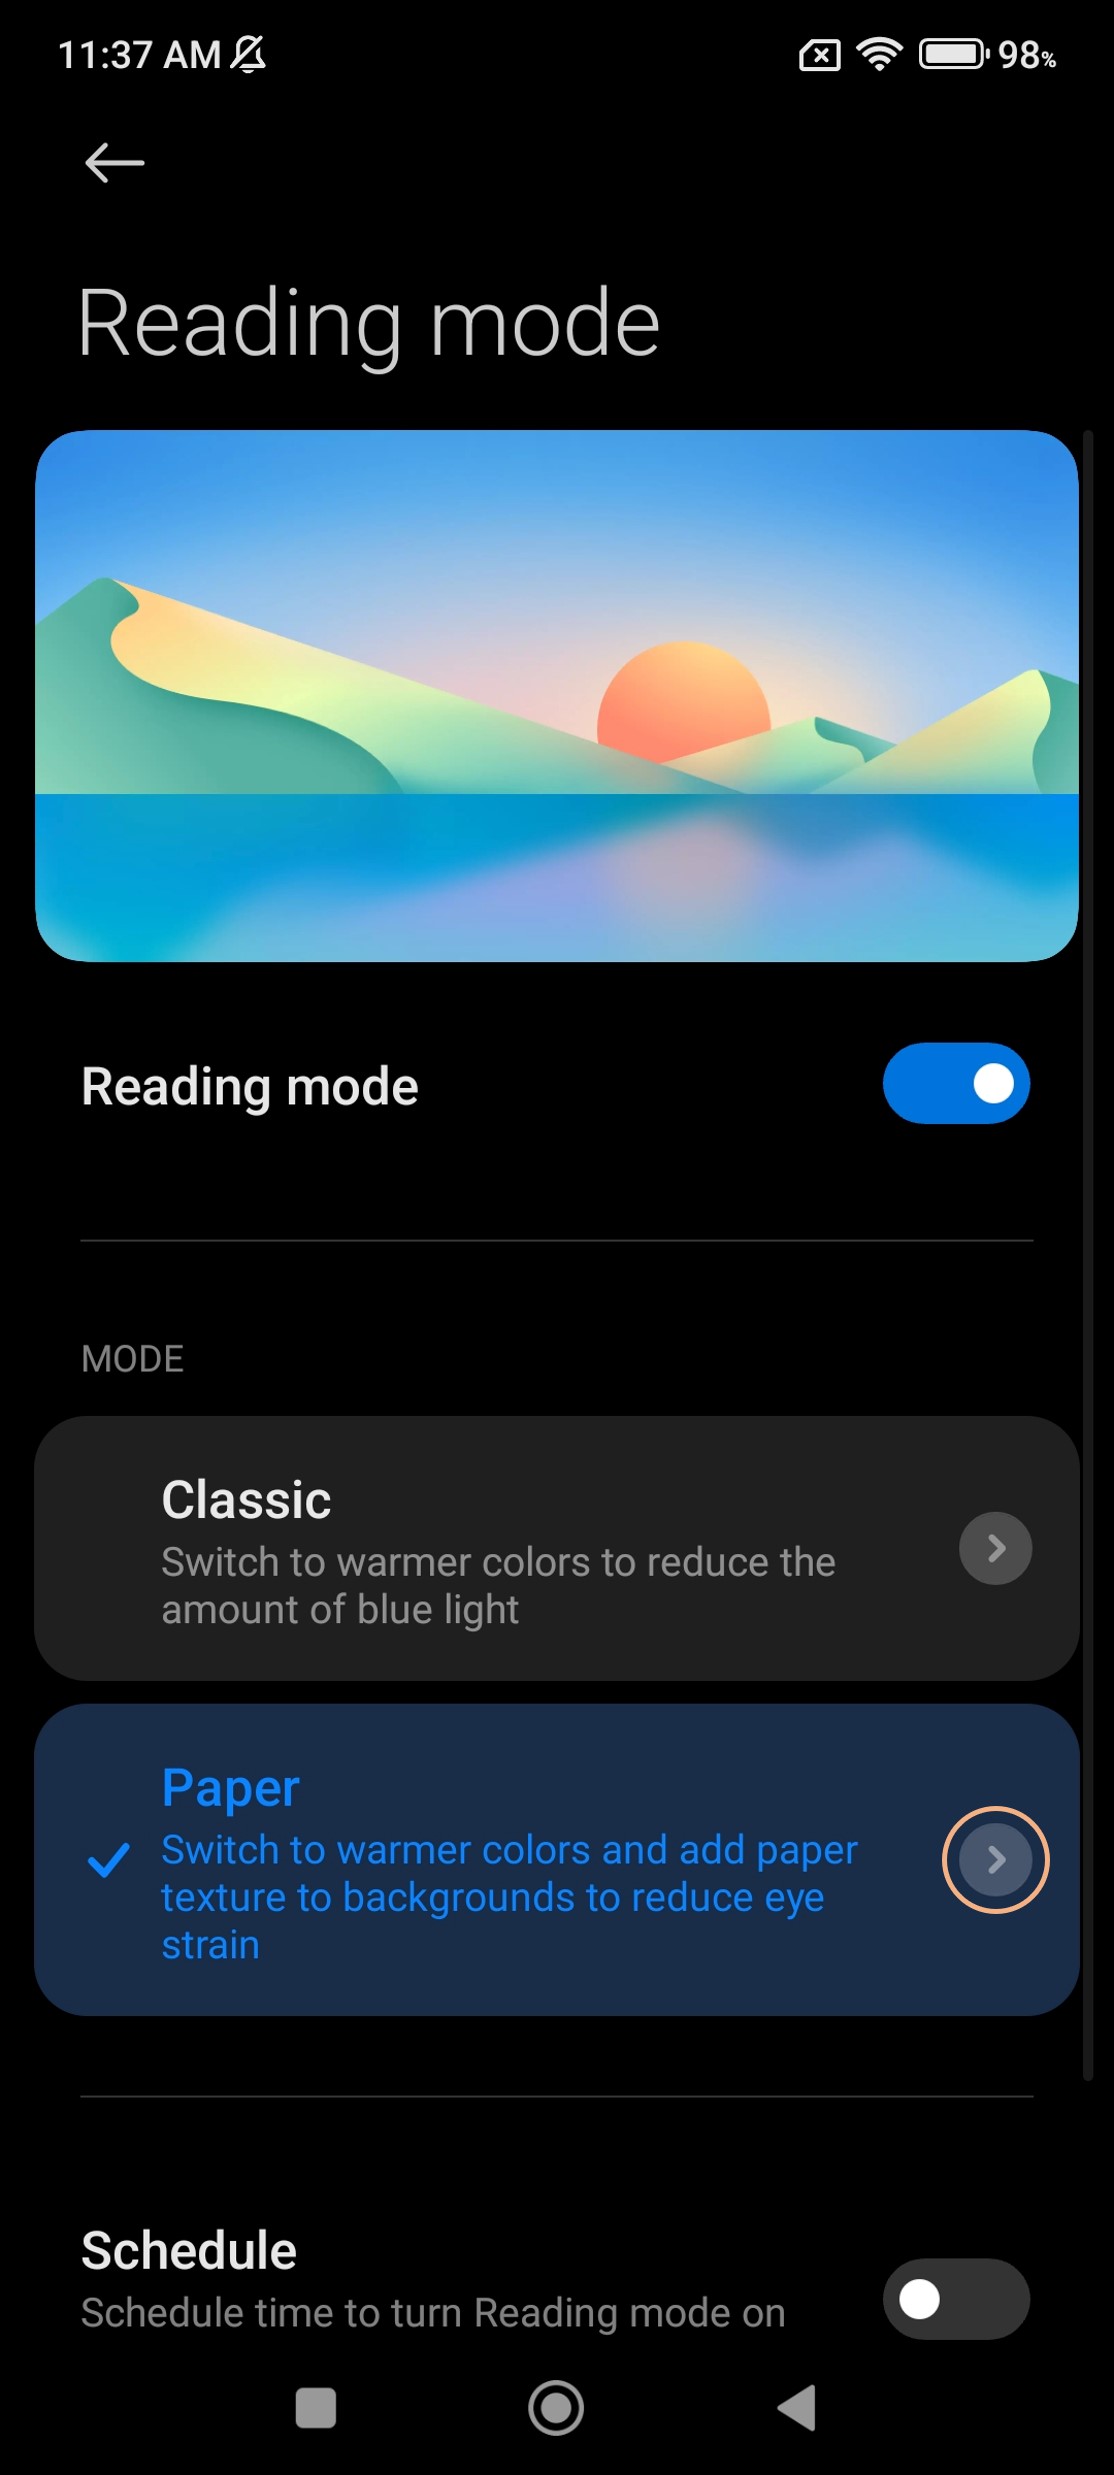 11:37 AM
98%
Reading mode
Reading mode
MODE
Classic
Switch to warmer colors to reduce the
amount of blue light
Paper
Switch to warmer colors and add paper
texture to backgrounds to reduce eye
strain
Schedule
Schedule time to turn Reading mode on